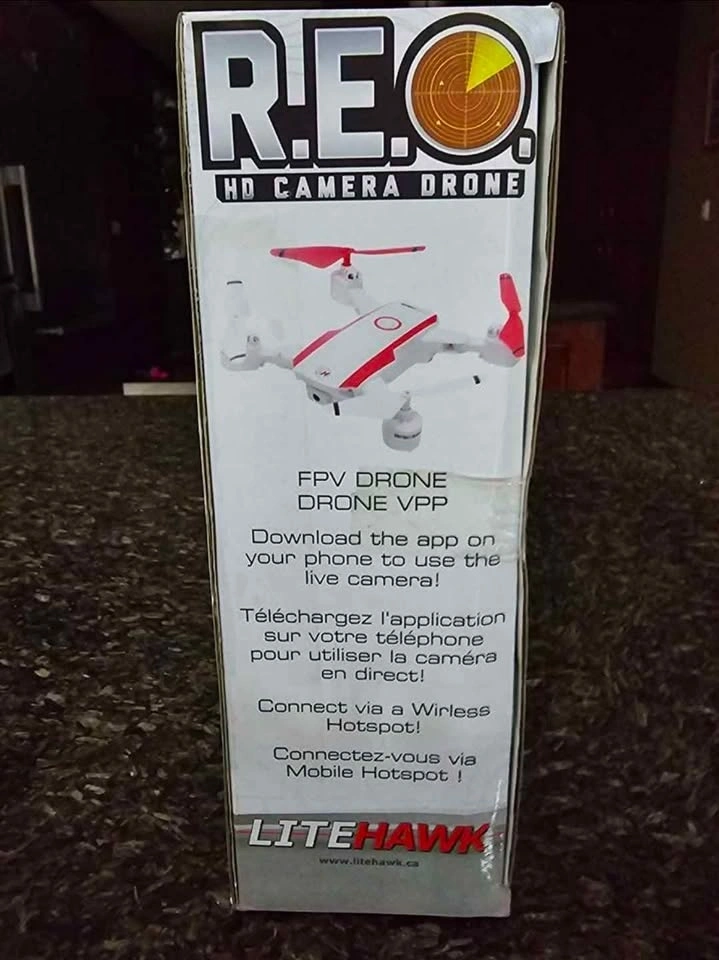 R.E.O.
HD CAMERA DRONE
FPV DRONE
DRONE VPP
Download the app on
your phone to use the
live camera!
Téléchargez l'application
sur votre téléphone
pour utiliser la caméra
en direct!
Connect via a Wirless
Hotspot!
Connectez-vous via
Mobile Hotspot !
LITEHAWK
www.litehawk.ca